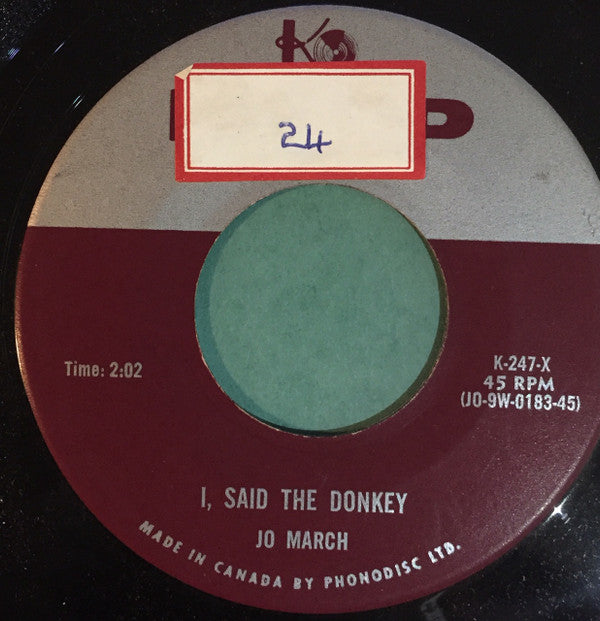 24
Time: 2:02
K-247-X
45 RPM
(JO-9W-0183-45)
I, SAID THE DONKEY
JO MARCH
MADE IN CANADA BY PHONODISC LTD.